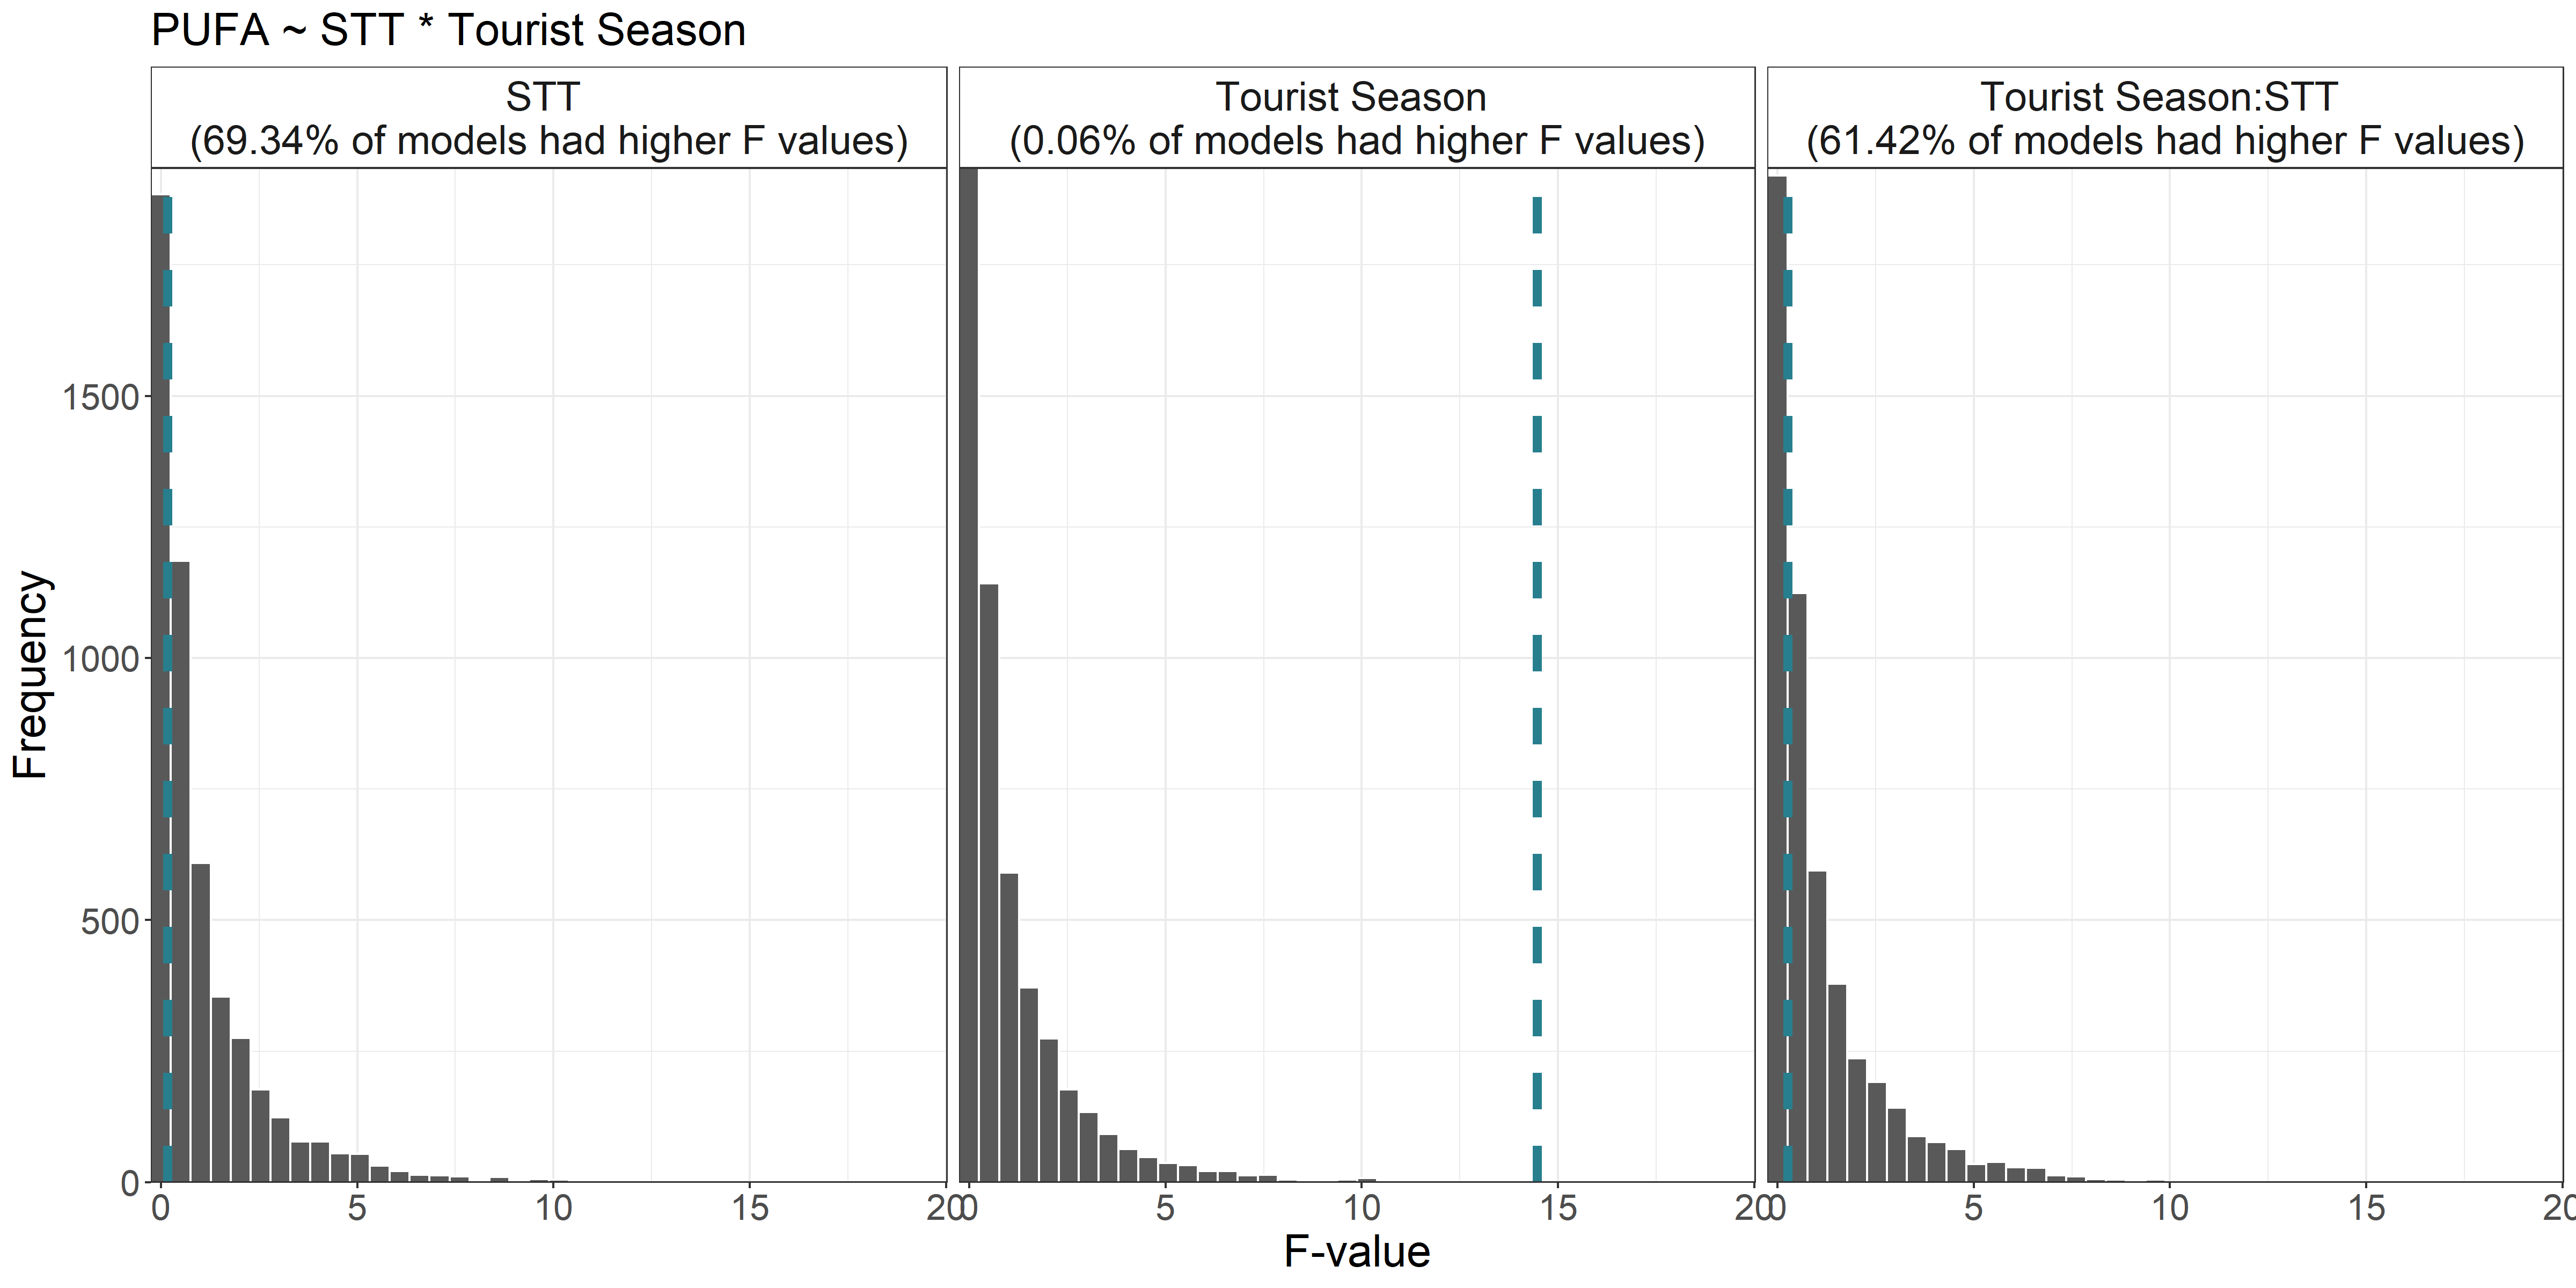 PUFA ~ STT * Tourist Season
STT
(69.34% of models had higher F values)
Tourist Season
(0.06% of models had higher F values)
Tourist Season:STT
(61.42% of models had higher F values)
Frequency
1500
1000
500
0
0 5 10 15 20
0 5 10 15 20
0 5 10 15 20
F-value